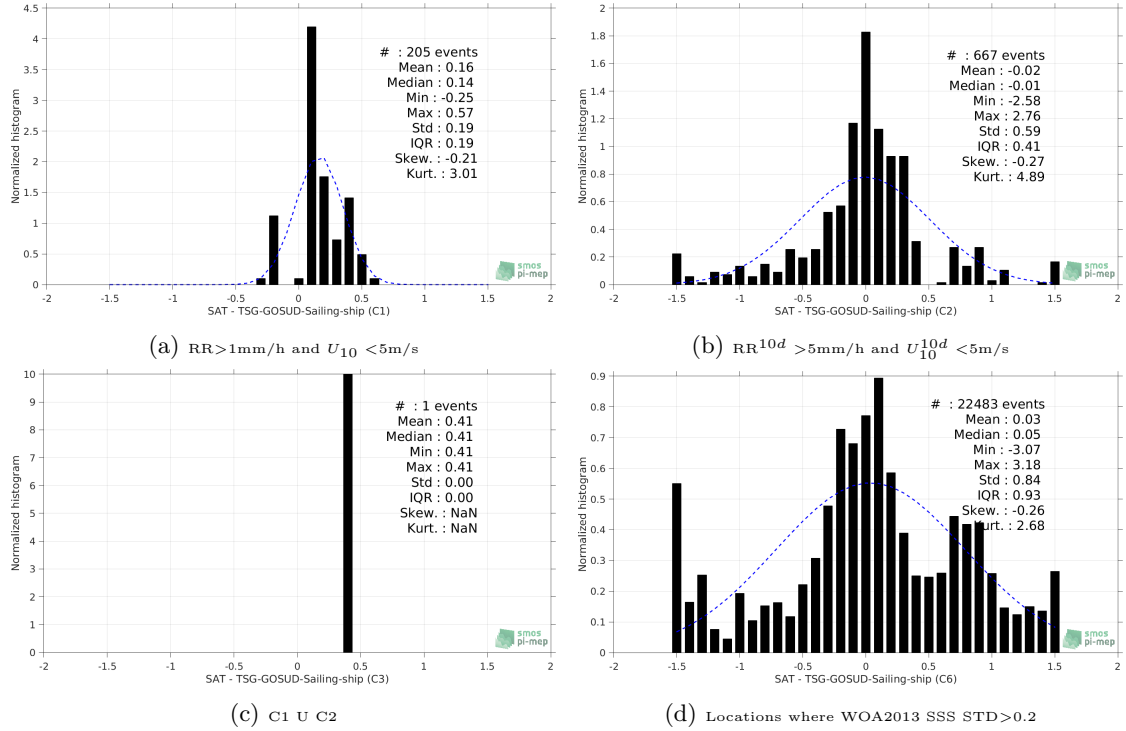 4.5
4
3.5
3
2.5
2
1.5
1
0.5
0
-2 -1.5 -1 -0.5 0 0.5 1 1.5 2
Normalized histogram
# : 205 events
Mean : 0.16
Median : 0.14
Min : -0.25
Max : 0.57
Std : 0.19
IQR : 0.19
Skew. : -0.21
Kurt. : 3.01
smos
pi-mep
SAT - TSG-GOSUD-Sailing-ship (C1)
(a) RR>1mm/h and U10 <5m/s
2
1.8
1.6
1.4
1.2
1
0.8
0.6
0.4
0.2
0
-2 -1.5 -1 -0.5 0 0.5 1 1.5 2
Normalized histogram
# : 667 events
Mean : -0.02
Median : -0.01
Min : -2.58
Max : 2.76
Std : 0.59
IQR : 0.41
Skew. : -0.27
Kurt. : 4.89
smos
pi-mep
SAT - TSG-GOSUD-Sailing-ship (C2)
(b) RR10d >5mm/h and U10d10 <5m/s
10
9
8
7
6
5
4
3
2
1
0
-2 -1.5 -1 -0.5 0 0.5 1 1.5 2
Normalized histogram
# : 1 events
Mean : 0.41
Median : 0.41
Min : 0.41
Max : 0.41
Std : 0.00
IQR : 0.00
Skew. : NaN
Kurt. : NaN
smos
pi-mep
SAT - TSG-GOSUD-Sailing-ship (C3)
(c) C1 U C2
0.9
0.8
0.7
0.6
0.5
0.4
0.3
0.2
0.1
0
-2 -1.5 -1 -0.5 0 0.5 1 1.5 2
Normalized histogram
# : 22483 events
Mean : 0.03
Median : 0.05
Min : -3.07
Max : 3.18
Std : 0.84
IQR : 0.93
Skew. : -0.26
Kurt. : 2.68
smos
pi-mep
SAT - TSG-GOSUD-Sailing-ship (C6)
(d) Locations where WOA2013 SSS STD>0.2